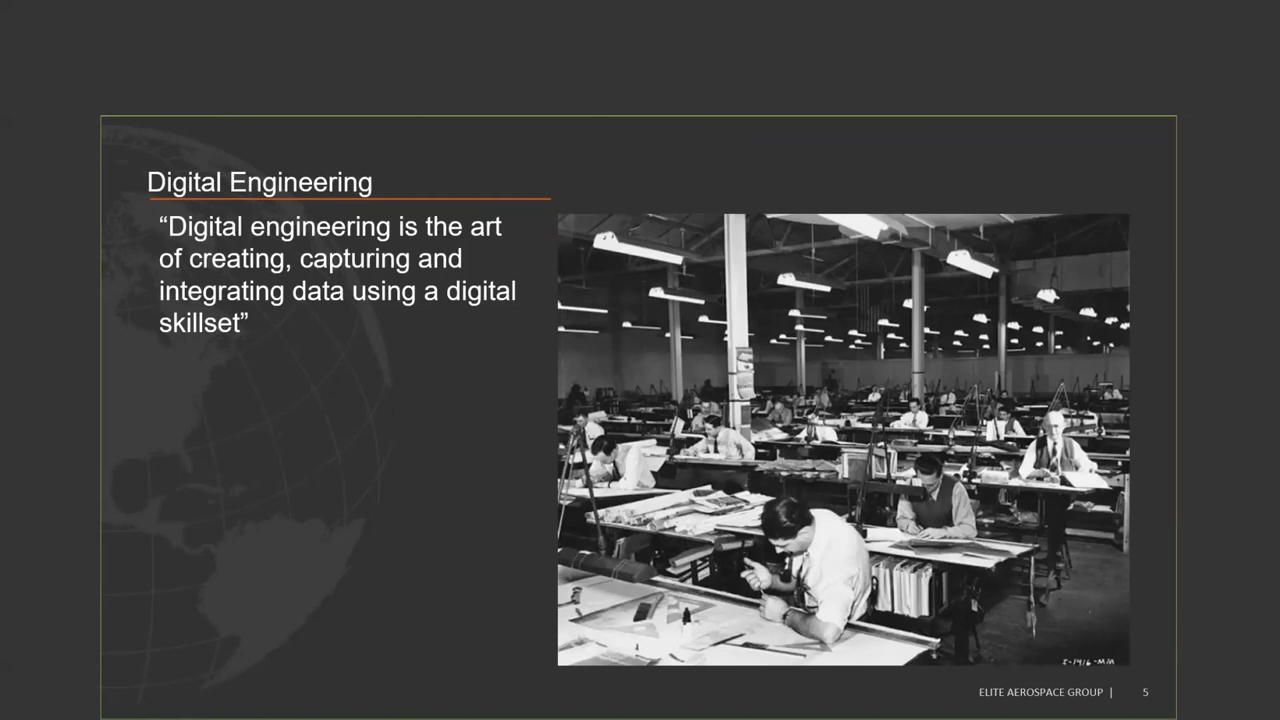 Digital Engineering
“Digital engineering is the art
of creating, capturing and
integrating data using a digital
skillset”
ELITE AEROSPACE GROUP |
5